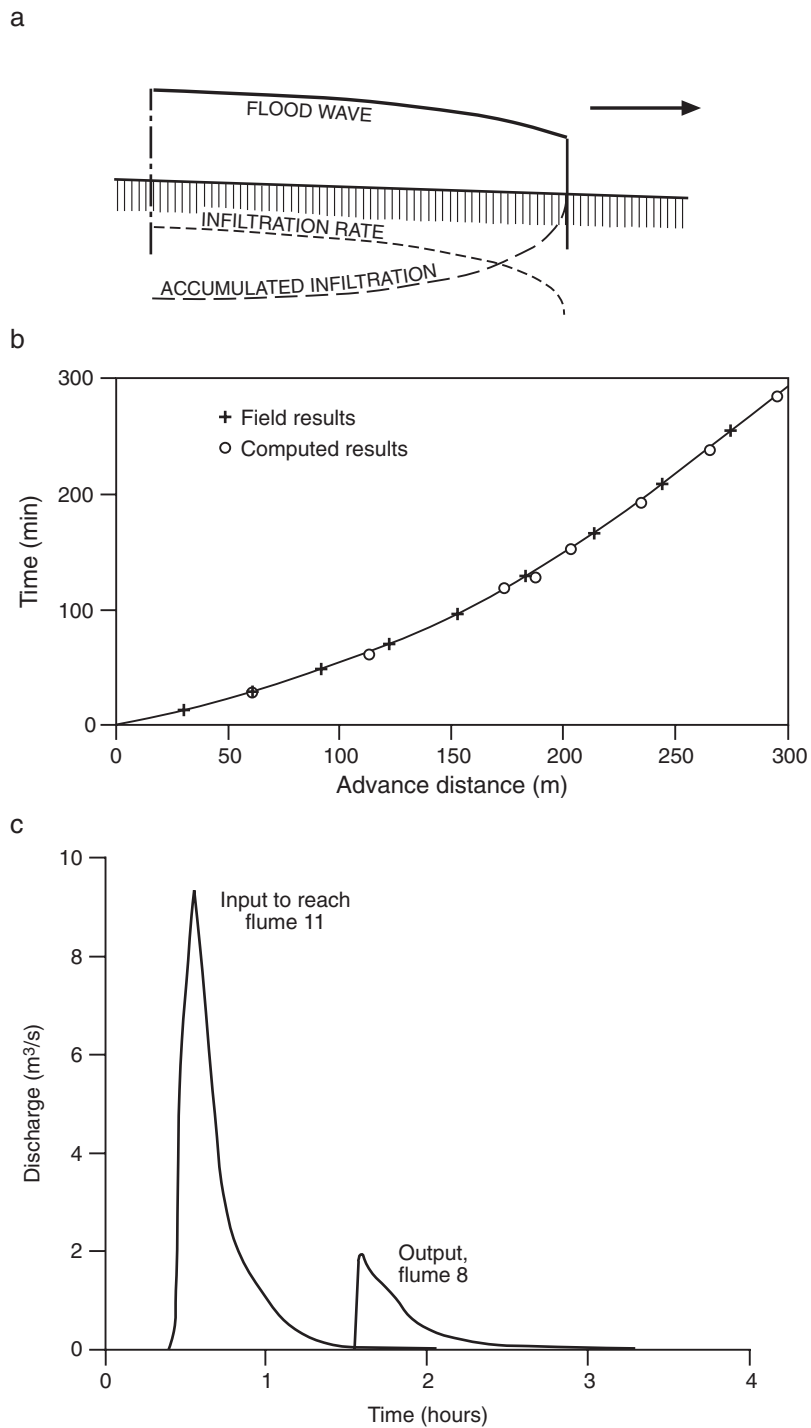 a
FLOOD WAVE
INFILTRATION RATE
ACCUMULATED INFILTRATION
b
300
200
100
0
Time (min)
+ Field results
○ Computed results
0 50 100 150 200 250 300
Advance distance (m)
c
10
8
6
4
2
0
Discharge (m³/s)
Input to reach
flume 11
Output,
flume 8
0 1 2 3 4
Time (hours)